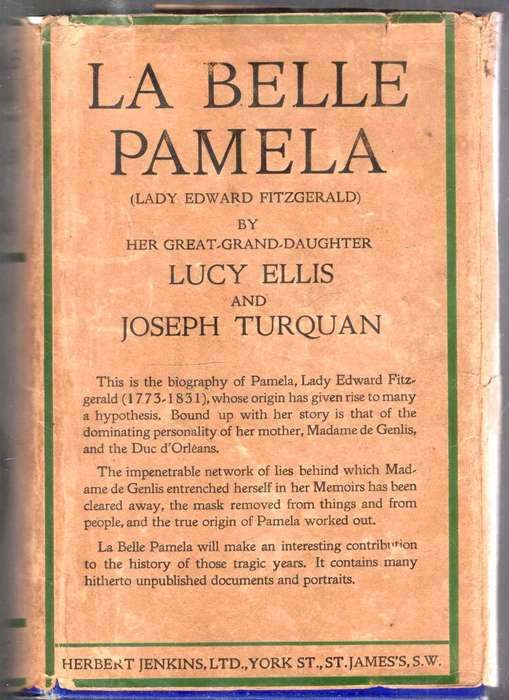 LA BELLE
PAMELA
(LADY EDWARD FITZGERALD)
BY
HER GREAT-GRAND-DAUGHTER
LUCY ELLIS
AND
JOSEPH TURQUAN
This is the biography of Pamela, Lady Edward Fitz-
gerald (1773-1831), whose origin has given rise to many
a hypothesis. Bound up with her story is that of the
dominating personality of her mother, Madame de Genlis,
and the Duc d'Orléans.
The impenetrable network of lies behind which Mad-
ame de Genlis entrenched herself in her Memoirs has been
cleared away, the mask removed from things and from
people, and the true origin of Pamela worked out.
La Belle Pamela will make an interesting contribution
to the history of those tragic years. It contains many
hitherto unpublished documents and portraits.
HERBERT JENKINS, LTD., YORK ST., ST. JAMES'S, S.W.